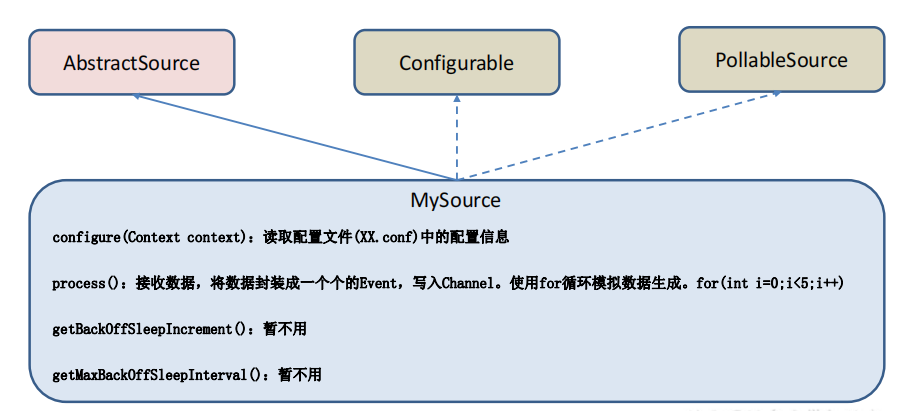 AbstractSource
Configurable
PollableSource
MySource
configure(Context context): 读取配置文件(XX.conf)中的配置信息
process(): 接收数据，将数据封装成一个个的Event，写入Channel。使用for循环模拟数据生成。for(int i=0;i<5;i++)
getBackOffSleepIncrement(): 暂不用
getMaxBackOffSleepInterval(): 暂不用